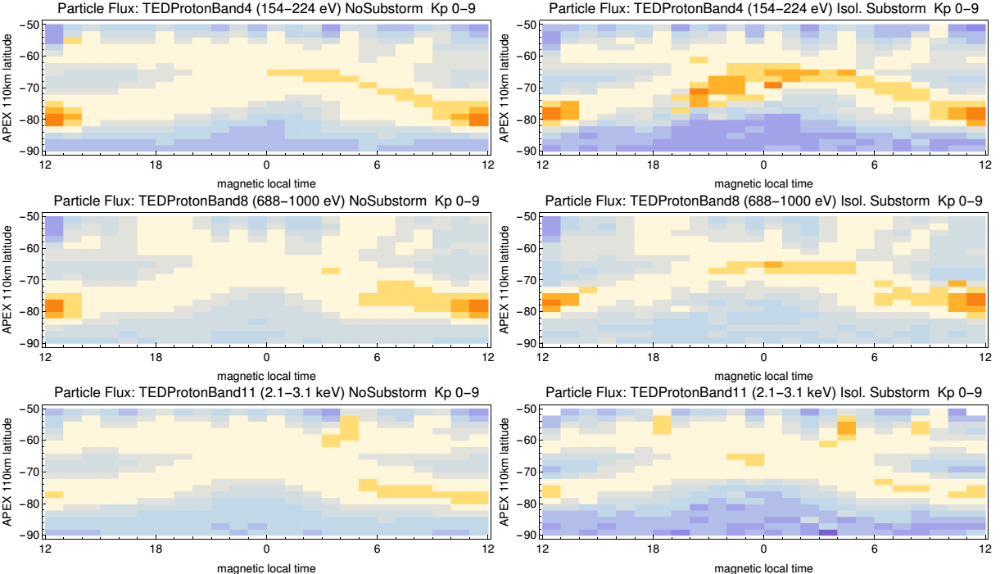 Particle Flux: TEDProtonBand4 (154−224 eV) NoSubstorm  Kp 0−9
APEX 110km latitude
−50
−60
−70
−80
−90
12 18 0 6 12
magnetic local time
Particle Flux: TEDProtonBand4 (154−224 eV) Isol. Substorm  Kp 0−9
APEX 110km latitude
−50
−60
−70
−80
−90
12 18 0 6 12
magnetic local time
Particle Flux: TEDProtonBand8 (688−1000 eV) NoSubstorm  Kp 0−9
APEX 110km latitude
−50
−60
−70
−80
−90
12 18 0 6 12
magnetic local time
Particle Flux: TEDProtonBand8 (688−1000 eV) Isol. Substorm  Kp 0−9
APEX 110km latitude
−50
−60
−70
−80
−90
12 18 0 6 12
magnetic local time
Particle Flux: TEDProtonBand11 (2.1−3.1 keV) NoSubstorm  Kp 0−9
APEX 110km latitude
−50
−60
−70
−80
−90
12 18 0 6 12
magnetic local time
Particle Flux: TEDProtonBand11 (2.1−3.1 keV) Isol. Substorm  Kp 0−9
APEX 110km latitude
−50
−60
−70
−80
−90
12 18 0 6 12
magnetic local time